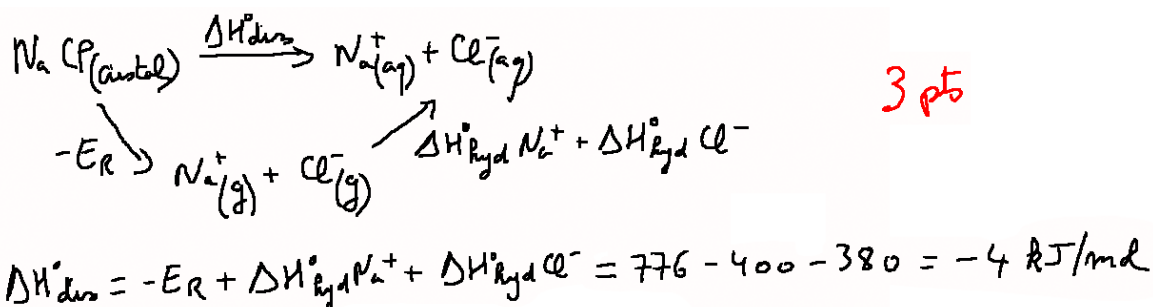 NaCl(cristal) ΔH°diss → Na+(aq) + Cl-(aq)
3 pts
-ER Na+(g) + Cl-(g) ΔH°hyd Na+ + ΔH°hyd Cl-
ΔH°diss = -ER + ΔH°hyd Na+ + ΔH°hyd Cl- = 776 - 400 - 380 = -4 kJ/mol